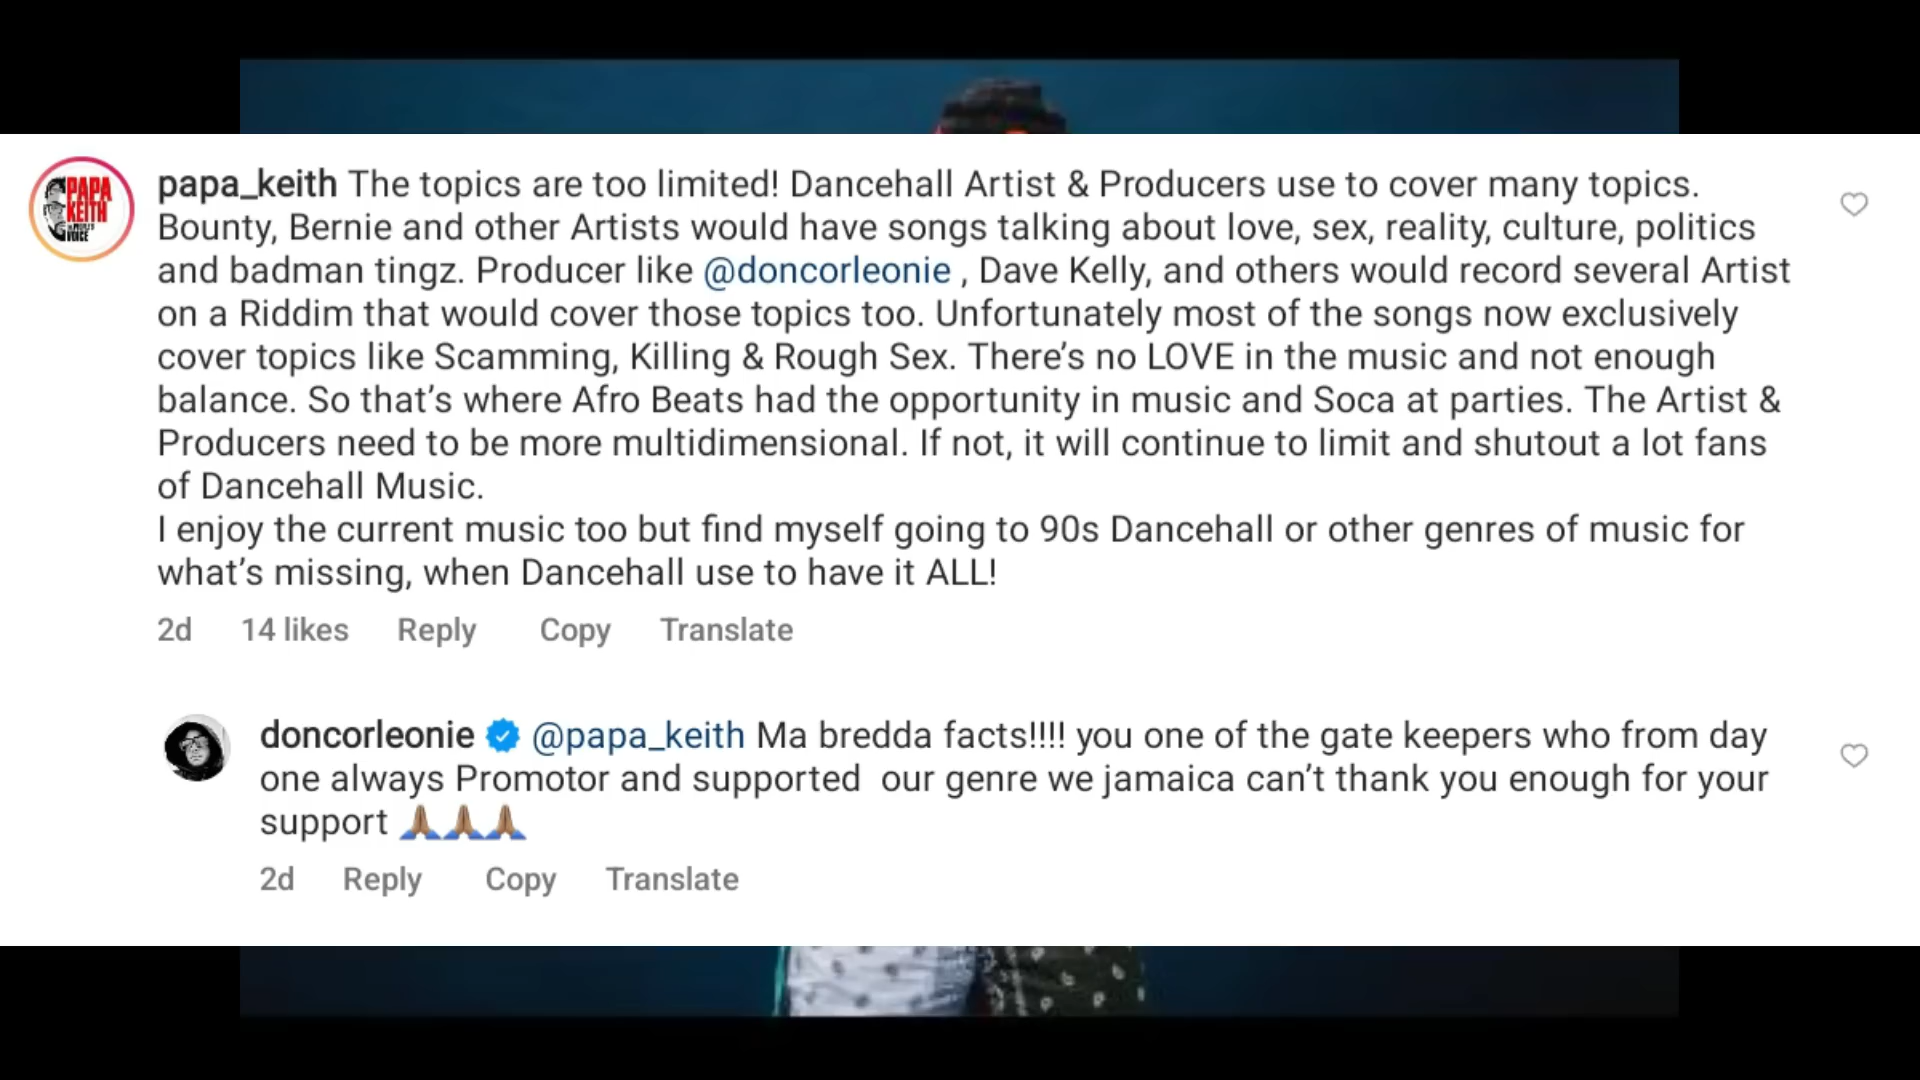 PAPA
KEITH
VOICE
papa_keith The topics are too limited! Dancehall Artist & Producers use to cover many topics.
Bounty, Bernie and other Artists would have songs talking about love, sex, reality, culture, politics
and badman tingz. Producer like @doncorleonie , Dave Kelly, and others would record several Artist
on a Riddim that would cover those topics too. Unfortunately most of the songs now exclusively
cover topics like Scamming, Killing & Rough Sex. There’s no LOVE in the music and not enough
balance. So that’s where Afro Beats had the opportunity in music and Soca at parties. The Artist &
Producers need to be more multidimensional. If not, it will continue to limit and shutout a lot fans
of Dancehall Music.
I enjoy the current music too but find myself going to 90s Dancehall or other genres of music for
what’s missing, when Dancehall use to have it ALL!
2d 14 likes Reply Copy Translate
doncorleonie @papa_keith Ma bredda facts!!!! you one of the gate keepers who from day
one always Promotor and supported our genre we jamaica can’t thank you enough for your
support 🙏🏽🙏🏽🙏🏽
2d Reply Copy Translate